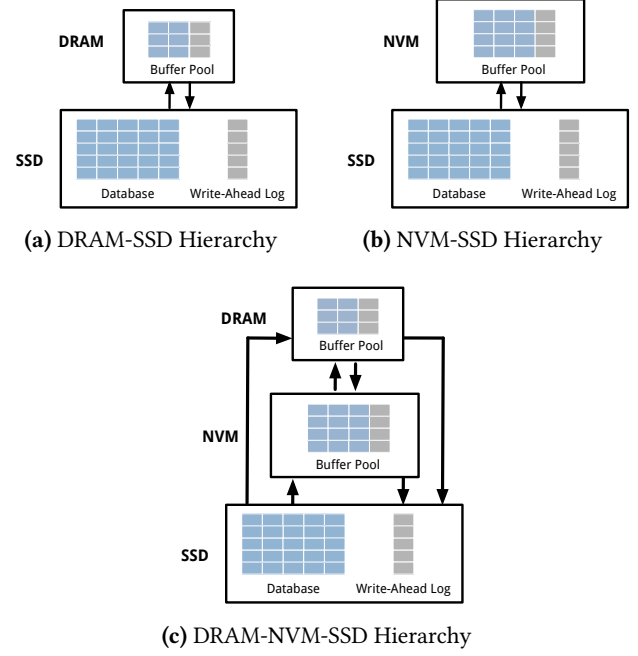 DRAM
Buffer Pool
SSD
Database
Write-Ahead Log
(a) DRAM-SSD Hierarchy
NVM
Buffer Pool
SSD
Database
Write-Ahead Log
(b) NVM-SSD Hierarchy
DRAM
Buffer Pool
NVM
Buffer Pool
SSD
Database
Write-Ahead Log
(c) DRAM-NVM-SSD Hierarchy